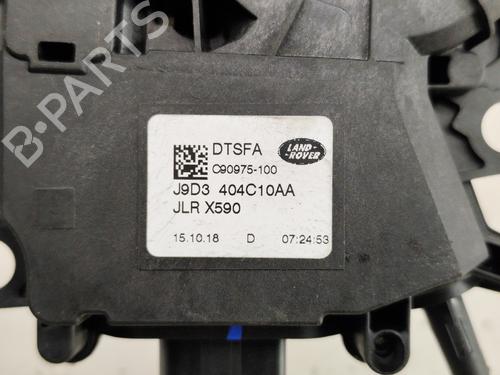 B-PARTS
DTSFA
LAND-ROVER
C90975-100
J9D3 404C10AA
JLR X590
15.10.18 D 07:24:53